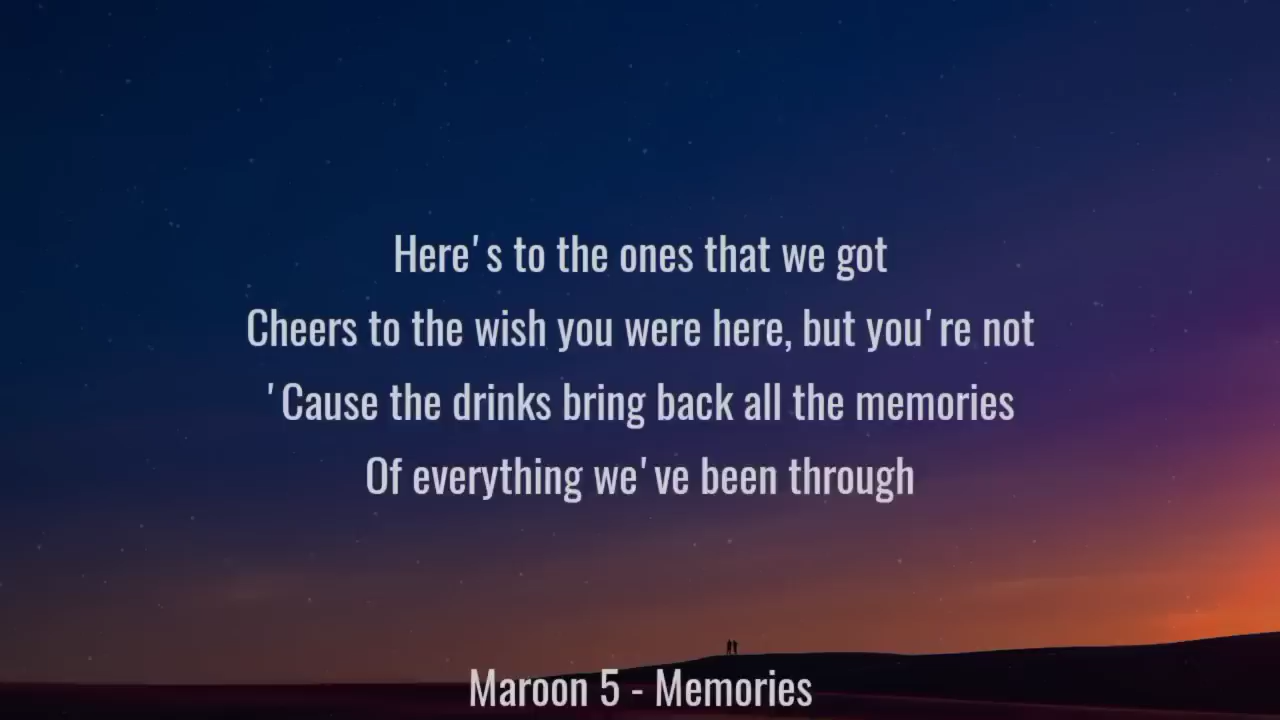 Here's to the ones that we got
Cheers to the wish you were here, but you're not
'Cause the drinks bring back all the memories
Of everything we've been through
Maroon 5 - Memories